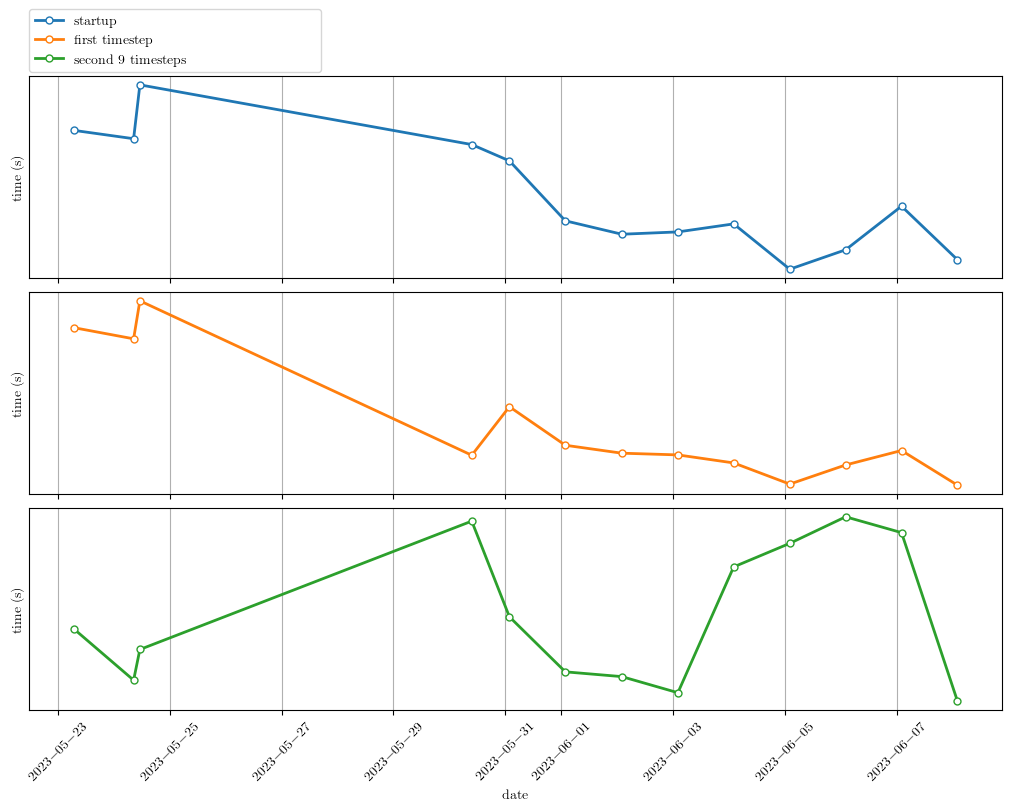 startup
first timestep
second 9 timesteps
time (s)
time (s)
time (s)
2023−05−23
2023−05−25
2023−05−27
2023−05−29
2023−05−31
2023−06−01
2023−06−03
2023−06−05
2023−06−07
date